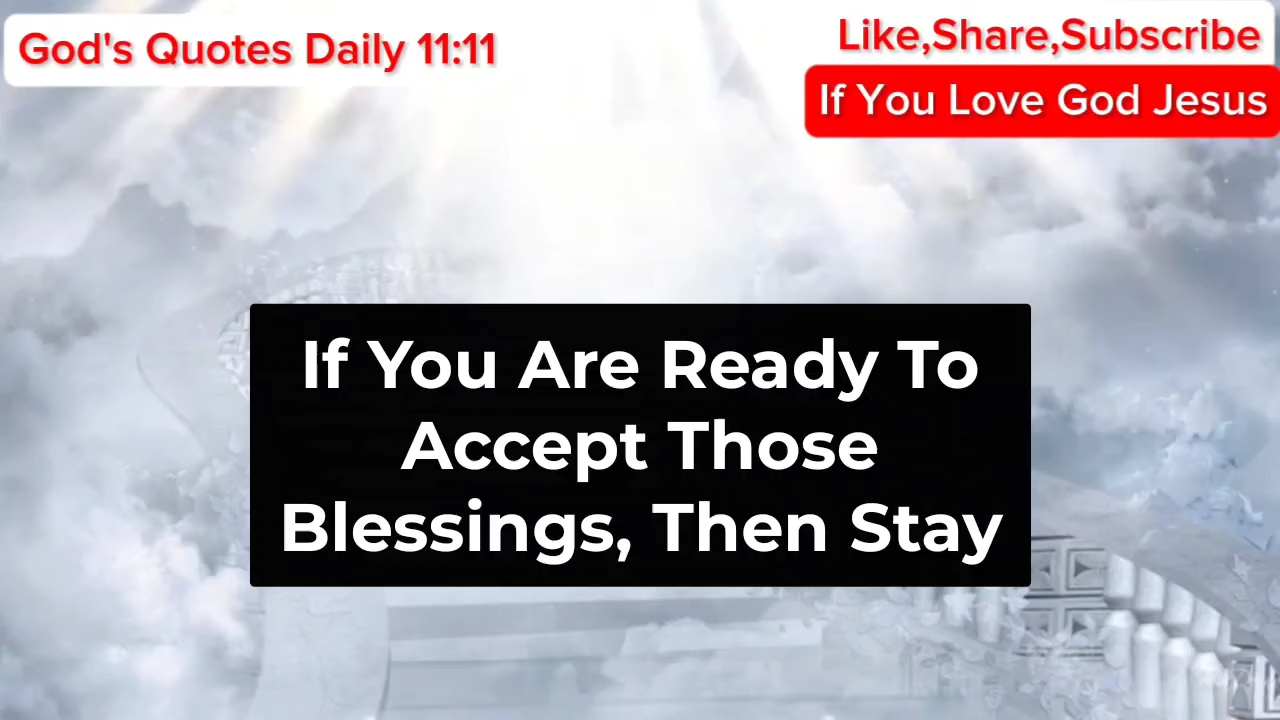 God's Quotes Daily 11:11
Like,Share,Subscribe
If You Love God Jesus
If You Are Ready To
Accept Those
Blessings, Then Stay